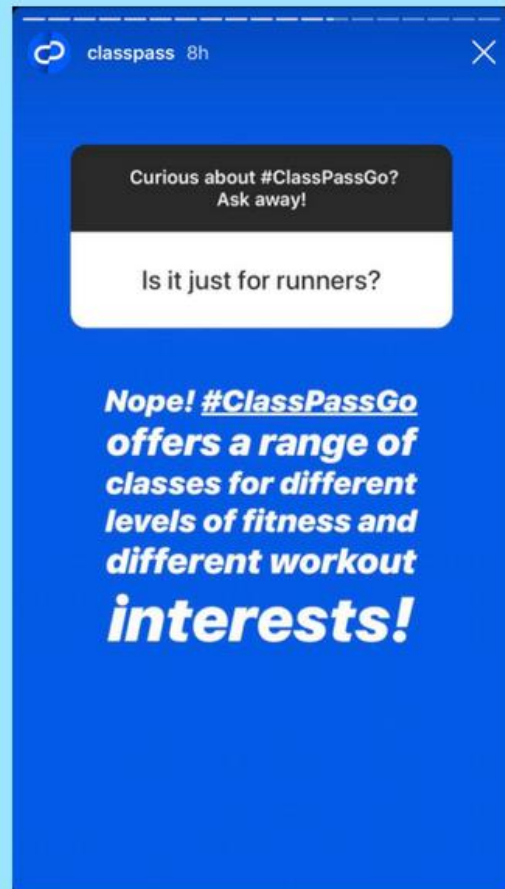 classpass 8h
Curious about #ClassPassGo?
Ask away!
Is it just for runners?
Nope! #ClassPassGo
offers a range of
classes for different
levels of fitness and
different workout
interests!